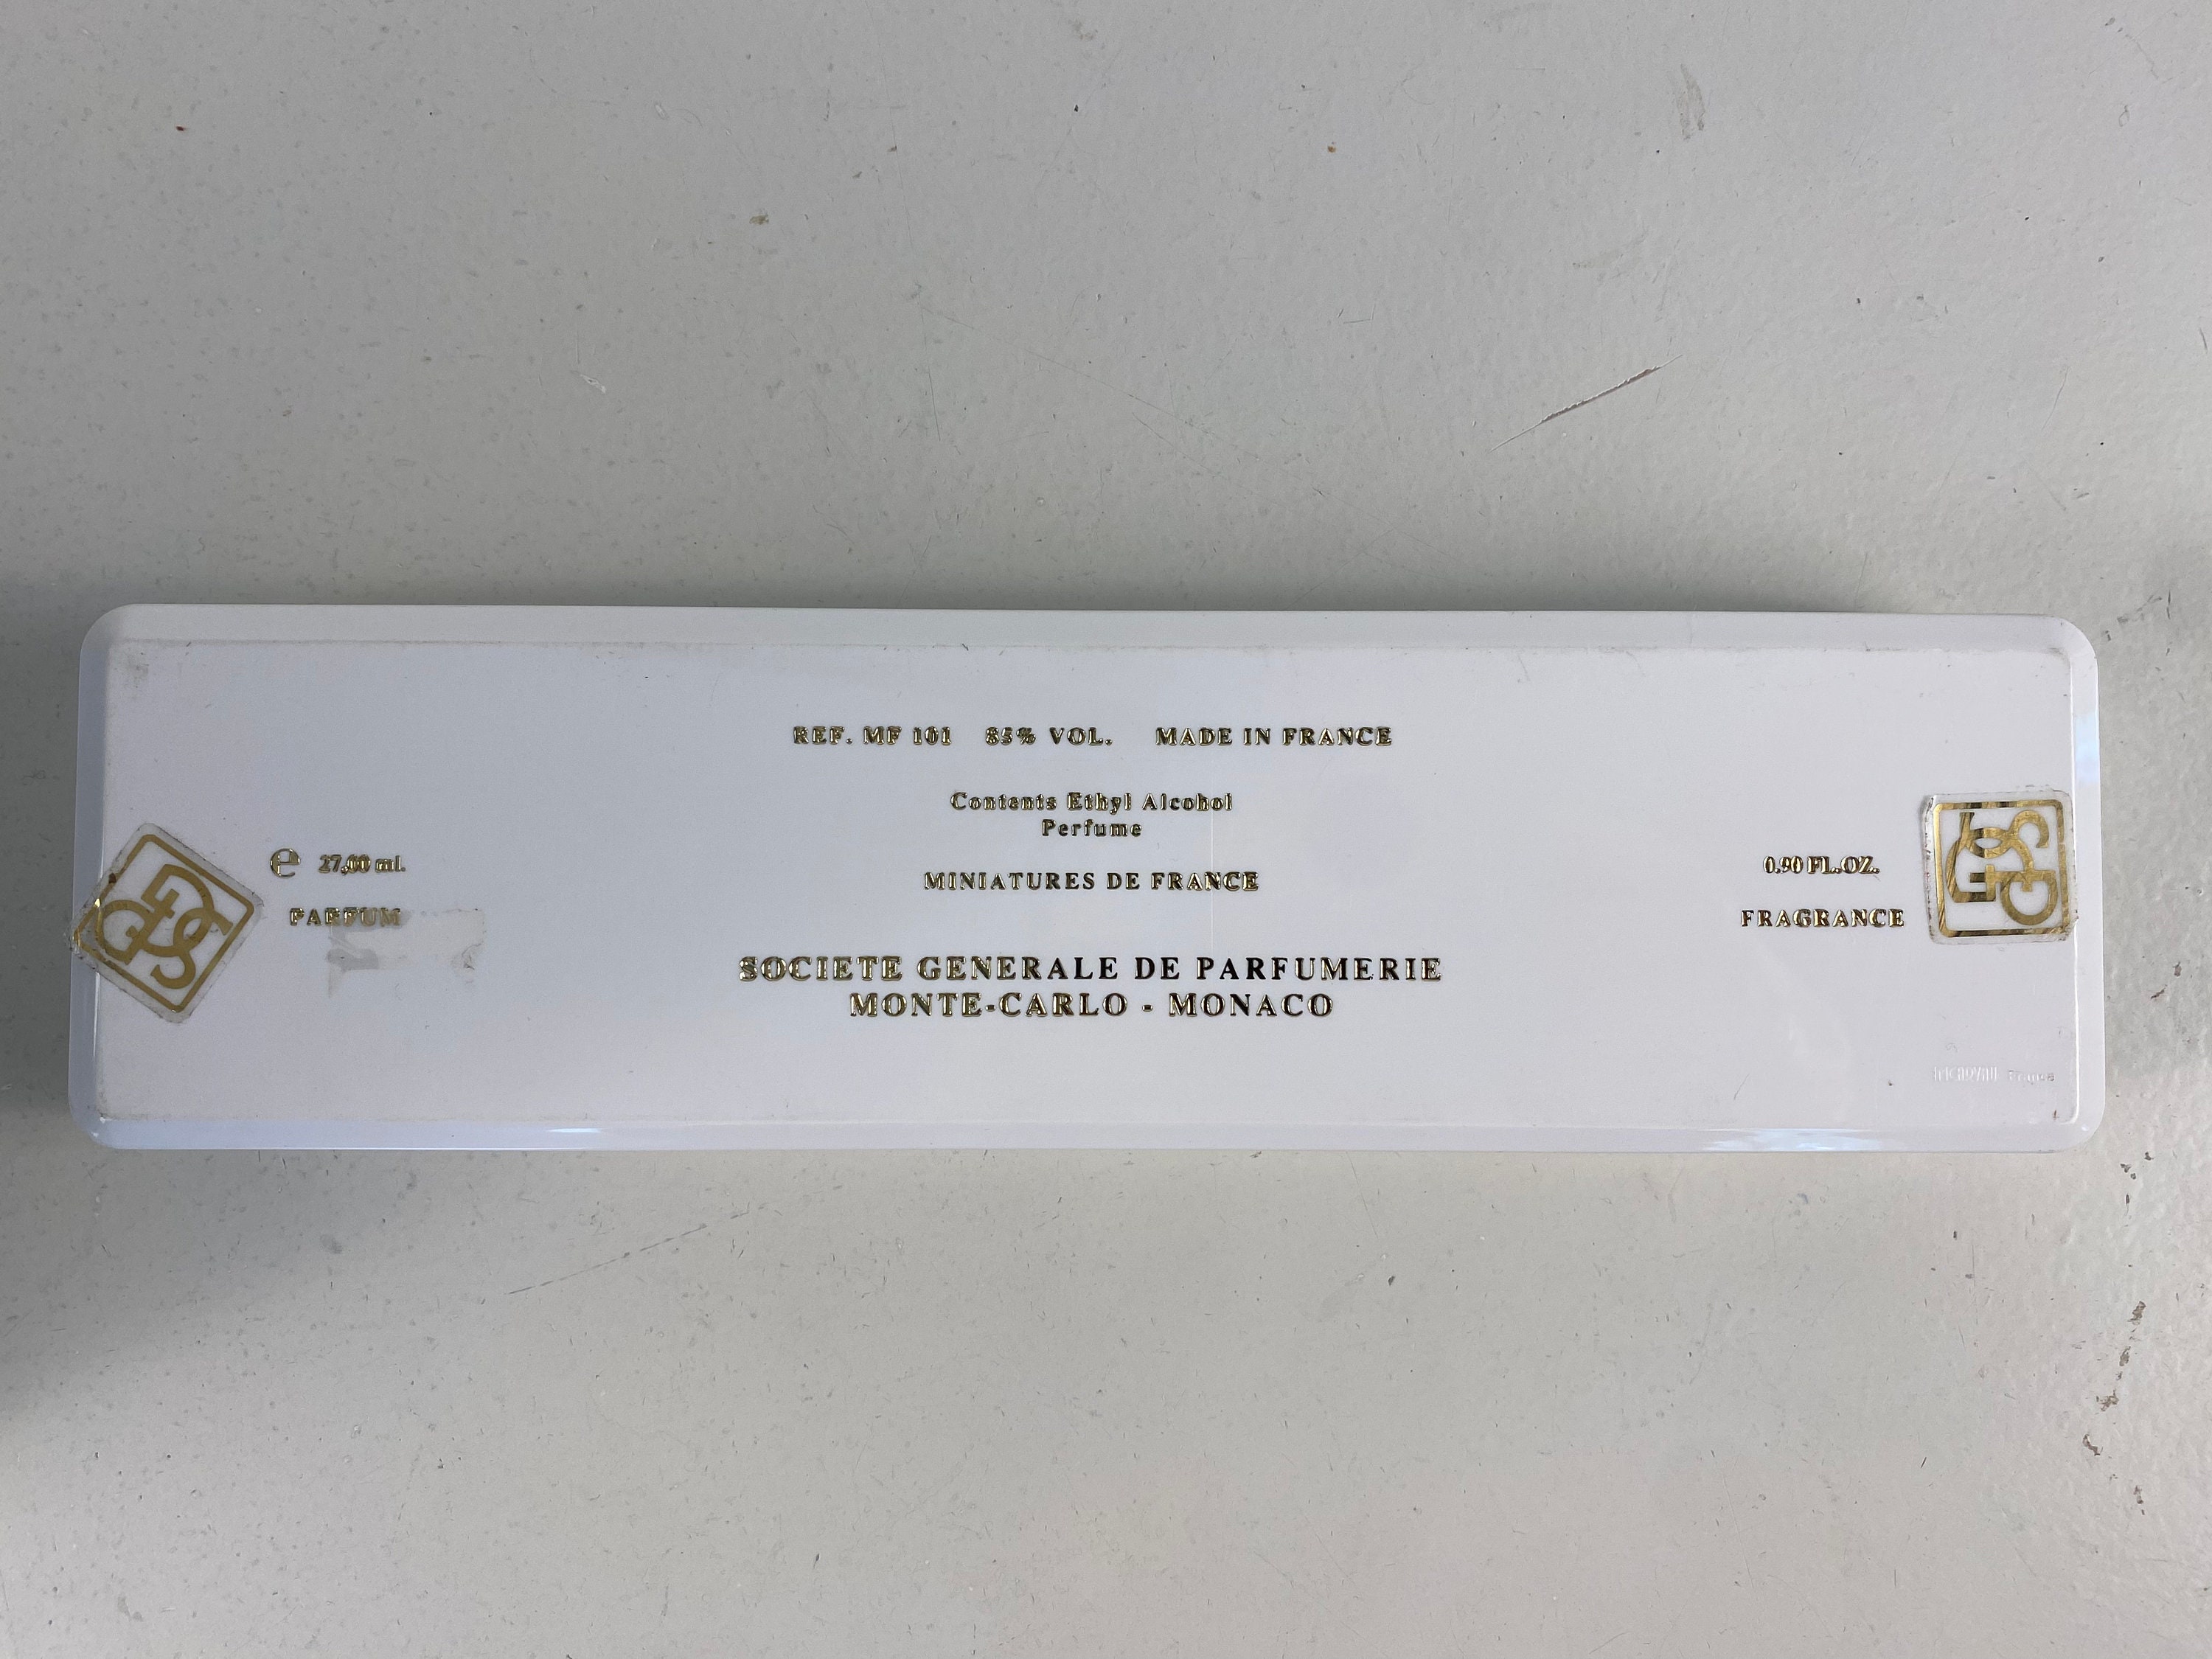 REF. MF 101 85% VOL. MADE IN FRANCE
Contents Ethyl Alcohol
Perfume
MINIATURES DE FRANCE
SOCIETE GENERALE DE PARFUMERIE
MONTE-CARLO - MONACO
℮ 27,00 ml.
PARFUM
0.90 FL.OZ.
FRAGRANCE
France